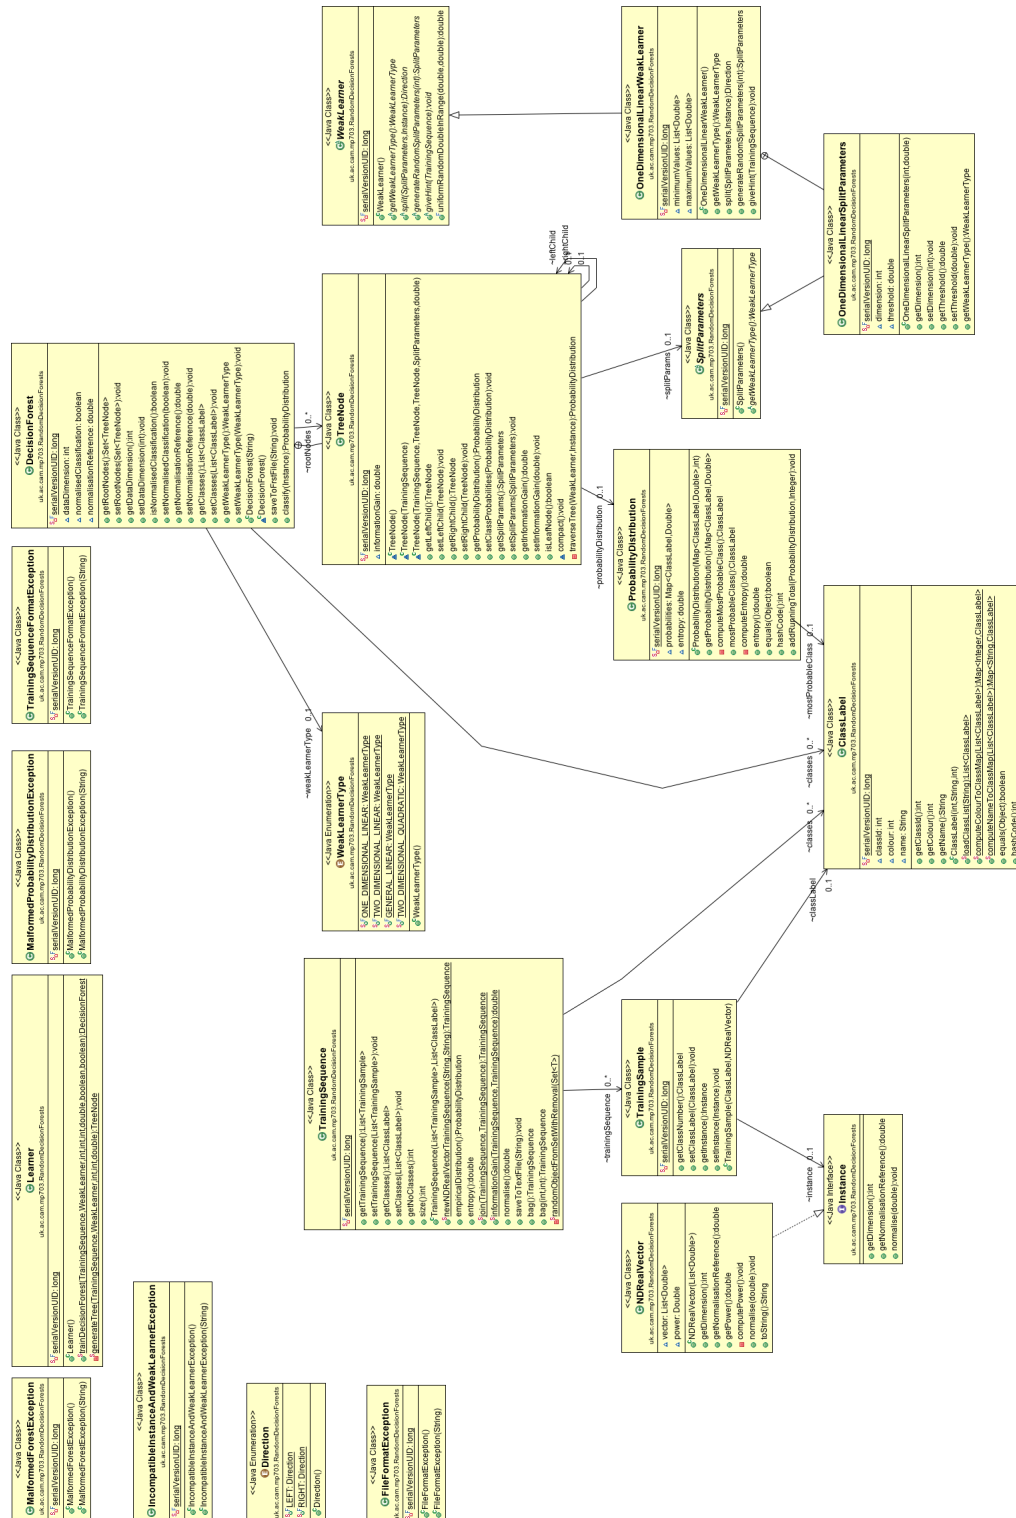 <<Java Class>>
MalformedForestException
uk.ac.cam.mp703.RandomDecisionForests
serialVersionUID: long
MalformedForestException()
MalformedForestException(String)
<<Java Class>>
Learner
uk.ac.cam.mp703.RandomDecisionForests
serialVersionUID: long
Learner()
trainDecisionForest(TrainingSequence,WeakLearner,int,int,int,double,boolean,boolean):DecisionForest
generateTree(TrainingSequence,WeakLearner,int,int,double):TreeNode
<<Java Class>>
MalformedProbabilityDistributionException
uk.ac.cam.mp703.RandomDecisionForests
serialVersionUID: long
MalformedProbabilityDistributionException()
MalformedProbabilityDistributionException(String)
<<Java Class>>
TrainingSequenceFormatException
uk.ac.cam.mp703.RandomDecisionForests
serialVersionUID: long
TrainingSequenceFormatException()
TrainingSequenceFormatException(String)
<<Java Class>>
DecisionForest
uk.ac.cam.mp703.RandomDecisionForests
serialVersionUID: long
dataDimension: int
normalisedClassification: boolean
normalisationReference: double
getRootNodes():Set<TreeNode>
setRootNodes(Set<TreeNode>):void
getDataDimension():int
setDataDimension(int):void
isNormalisedClassification():boolean
setNormalisedClassification(boolean):void
getNormalisationReference():double
setNormalisationReference(double):void
getClasses():List<ClassLabel>
setClasses(List<ClassLabel>):void
getWeakLearnerType():WeakLearnerType
setWeakLearnerType(WeakLearnerType):void
DecisionForest(String)
DecisionForest()
saveToFrstFile(String):void
classify(Instance):ProbabilityDistribution
<<Java Class>>
IncompatibleInstanceAndWeakLearnerException
uk.ac.cam.mp703.RandomDecisionForests
serialVersionUID: long
IncompatibleInstanceAndWeakLearnerException()
IncompatibleInstanceAndWeakLearnerException(String)
<<Java Enumeration>>
Direction
uk.ac.cam.mp703.RandomDecisionForests
LEFT: Direction
RIGHT: Direction
Direction()
<<Java Class>>
FileFormatException
uk.ac.cam.mp703.RandomDecisionForests
serialVersionUID: long
FileFormatException()
FileFormatException(String)
<<Java Class>>
TrainingSequence
uk.ac.cam.mp703.RandomDecisionForests
serialVersionUID: long
getTrainingSequence():List<TrainingSample>
setTrainingSequence(List<TrainingSample>):void
getClasses():List<ClassLabel>
setClasses(List<ClassLabel>):void
getNoClasses():int
size():int
TrainingSequence(List<TrainingSample>,List<ClassLabel>)
newNDRealVectorTrainingSequence(String,String):TrainingSequence
empiricalDistribution():ProbabilityDistribution
entropy():double
join(TrainingSequence,TrainingSequence):TrainingSequence
informationGain(TrainingSequence,TrainingSequence):double
normalise():double
saveToTextFile(String):void
bag():TrainingSequence
bag(int,int):TrainingSequence
randomObjectFromSetWithRemoval(Set<T>)
~weakLearnerType 0..1
<<Java Enumeration>>
WeakLearnerType
uk.ac.cam.mp703.RandomDecisionForests
ONE_DIMENSIONAL_LINEAR: WeakLearnerType
TWO_DIMENSIONAL_LINEAR: WeakLearnerType
GENERAL_LINEAR: WeakLearnerType
TWO_DIMENSIONAL_QUADRATIC: WeakLearnerType
WeakLearnerType()
~rootNodes 0..*
<<Java Class>>
TreeNode
uk.ac.cam.mp703.RandomDecisionForests
serialVersionUID: long
informationGain: double
TreeNode()
TreeNode(TrainingSequence)
TreeNode(TrainingSequence,TreeNode,TreeNode,SplitParameters,double)
getLeftChild():TreeNode
setLeftChild(TreeNode):void
getRightChild():TreeNode
setRightChild(TreeNode):void
getProbabilityDistribution():ProbabilityDistribution
setClassProbabilities(ProbabilityDistribution):void
getSplitParams():SplitParameters
setSplitParams(SplitParameters):void
getInformationGain():double
setInformationGain(double):void
isLeafNode():boolean
compact():void
traverseTree(WeakLearner,Instance):ProbabilityDistribution
~leftChild
0..1
~rightChild
0..1
<<Java Class>>
WeakLearner
uk.ac.cam.mp703.RandomDecisionForests
serialVersionUID: long
WeakLearner()
getWeakLearnerType():WeakLearnerType
split(SplitParameters,Instance):Direction
generateRandomSplitParameters(int):SplitParameters
giveHint(TrainingSequence):void
uniformRandomDoubleInRange(double,double):double
<<Java Class>>
NDRealVector
uk.ac.cam.mp703.RandomDecisionForests
vector: List<Double>
power: Double
NDRealVector(List<Double>)
getDimension():int
getNormalisationReference():double
getPower():double
computePower():void
normalise(double):void
toString():String
~trainingSequence 0..*
<<Java Class>>
TrainingSample
uk.ac.cam.mp703.RandomDecisionForests
serialVersionUID: long
getClassNumber():ClassLabel
setClassLabel(ClassLabel):void
getInstance():Instance
setInstance(Instance):void
TrainingSample(ClassLabel,NDRealVector)
~probabilityDistribution 0..1
<<Java Class>>
ProbabilityDistribution
uk.ac.cam.mp703.RandomDecisionForests
serialVersionUID: long
probabilities: Map<ClassLabel,Double>
entropy: double
ProbabilityDistribution(Map<ClassLabel,Double>,int)
getProbabilityDistribution():Map<ClassLabel,Double>
computeMostProbableClass():ClassLabel
mostProbableClass():ClassLabel
computeEntropy():double
entropy():double
equals(Object):boolean
hashCode():int
addRunningTotal(ProbabilityDistribution,Integer):void
~splitParams 0..1
<<Java Class>>
SplitParameters
uk.ac.cam.mp703.RandomDecisionForests
serialVersionUID: long
SplitParameters()
getWeakLearnerType():WeakLearnerType
<<Java Class>>
OneDimensionalLinearWeakLearner
uk.ac.cam.mp703.RandomDecisionForests
serialVersionUID: long
minimumValues: List<Double>
maximumValues: List<Double>
OneDimensionalLinearWeakLearner()
getWeakLearnerType():WeakLearnerType
split(SplitParameters,Instance):Direction
generateRandomSplitParameters(int):SplitParameters
giveHint(TrainingSequence):void
~instance 0..1
<<Java Interface>>
Instance
uk.ac.cam.mp703.RandomDecisionForests
getDimension():int
getNormalisationReference():double
normalise(double):void
~classLabel
0..1
~classes 0..*
~classes 0..*
~mostProbableClass 0..1
<<Java Class>>
ClassLabel
uk.ac.cam.mp703.RandomDecisionForests
serialVersionUID: long
classId: int
colour: int
name: String
getClassId():int
getColour():int
getName():String
ClassLabel(int,String,int)
loadClassList(String):List<ClassLabel>
computeColourToClassMap(List<ClassLabel>):Map<Integer,ClassLabel>
computeNameToClassMap(List<ClassLabel>):Map<String,ClassLabel>
equals(Object):boolean
hashCode():int
<<Java Class>>
OneDimensionalLinearSplitParameters
uk.ac.cam.mp703.RandomDecisionForests
serialVersionUID: long
dimension: int
threshold: double
OneDimensionalLinearSplitParameters(int,double)
getDimension():int
setDimension(int):void
getThreshold():double
setThreshold(double):void
getWeakLearnerType():WeakLearnerType